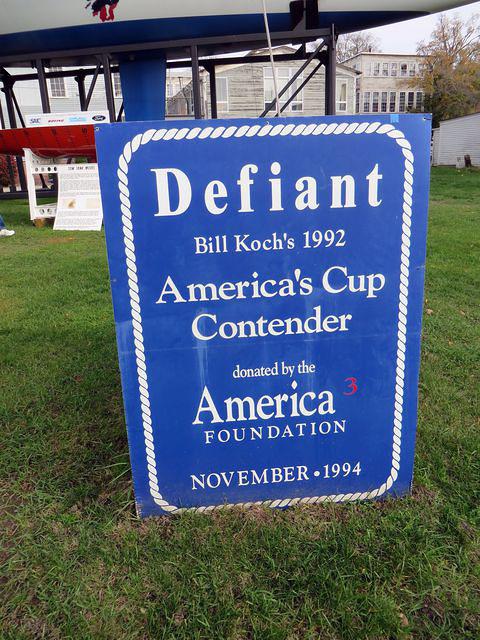 Defiant
Bill Koch's 1992
America's Cup
Contender
donated by the
America 3
FOUNDATION
NOVEMBER • 1994